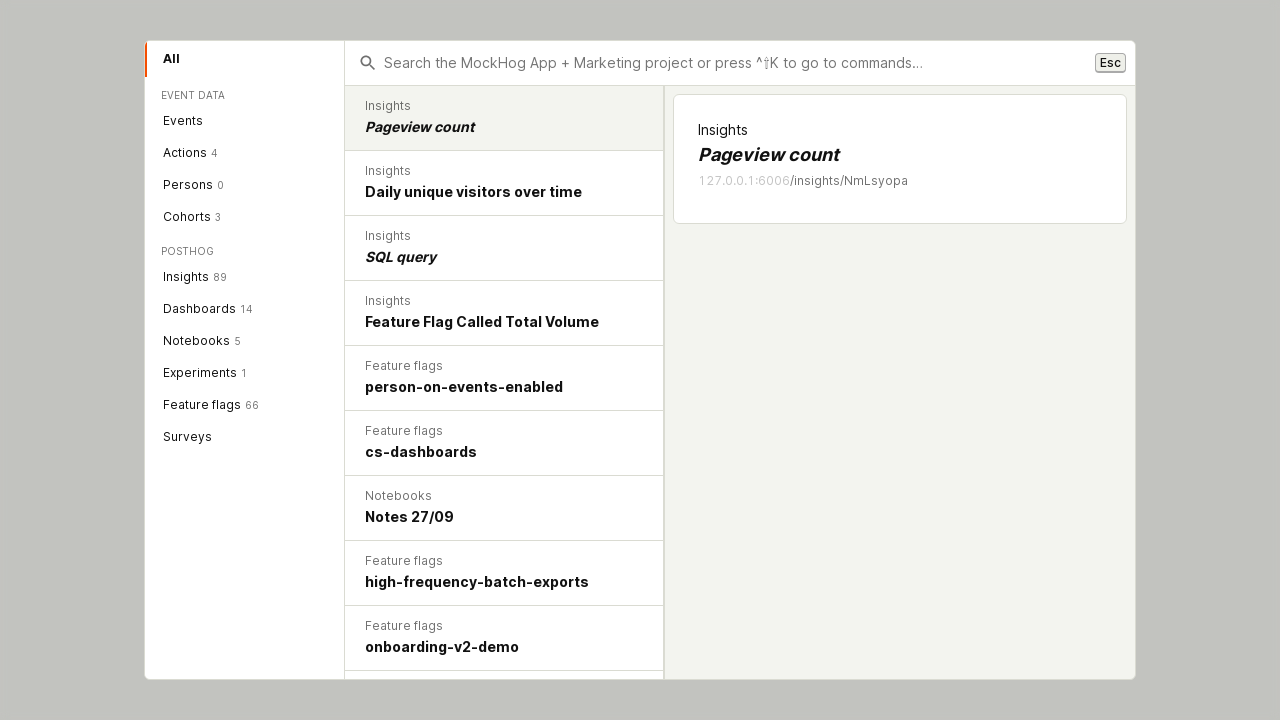 All
EVENT DATA
Events
Actions 4
Persons 0
Cohorts 3
POSTHOG
Insights 89
Dashboards 14
Notebooks 5
Experiments 1
Feature flags 66
Surveys
Search the MockHog App + Marketing project or press ^⇧K to go to commands…
Esc
Insights
Pageview count
Insights
Daily unique visitors over time
Insights
SQL query
Insights
Feature Flag Called Total Volume
Feature flags
person-on-events-enabled
Feature flags
cs-dashboards
Notebooks
Notes 27/09
Feature flags
high-frequency-batch-exports
Feature flags
onboarding-v2-demo
Insights
Pageview count
127.0.0.1:6006/insights/NmLsyopa